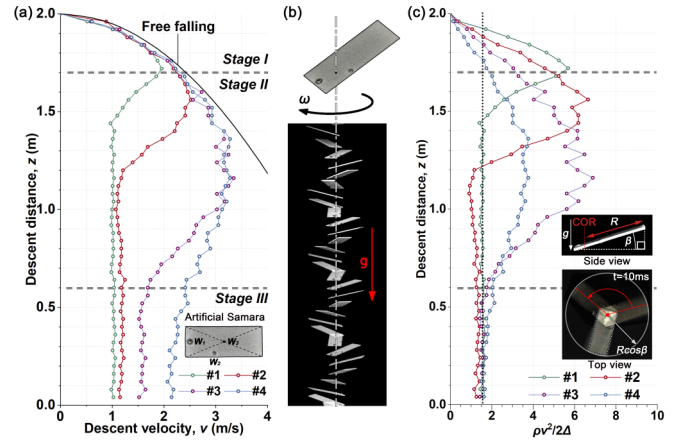 (a)
Free falling
Stage I
Stage II
Stage III
Artificial Samara
W₁
W₂
W₃
#1 #2
#3 #4
2.0
1.5
1.0
0.5
0.0
Descent distance, z (m)
0 1 2 3 4
Descent velocity, v (m/s)
(b)
ω
g
(c)
2.0
1.5
1.0
0.5
0.0
Descent distance, z (m)
COR
R
g
β
Side view
t=10ms
Rcosβ
Top view
#1 #2
#3 #4
0 2 4 6 8 10
ρv²/2Δ